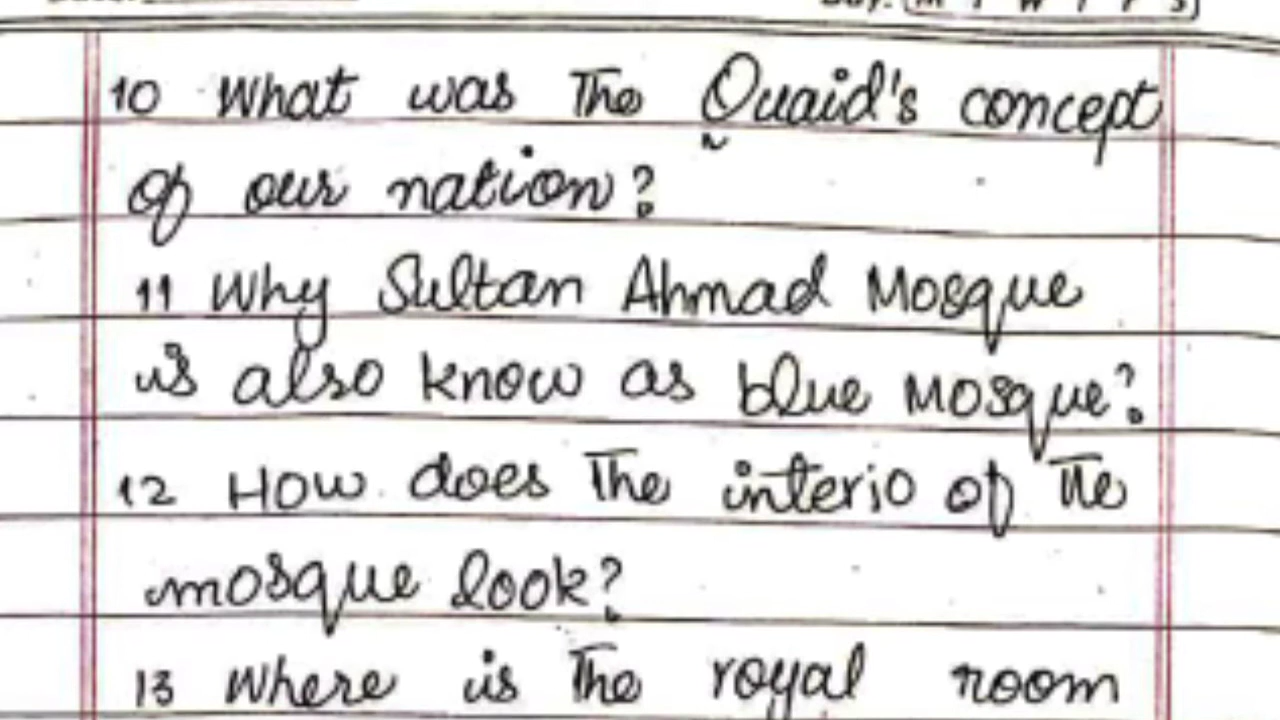 10 What was The Quaid's concept
of our nation?
11 Why Sultan Ahmad Mosque
is also know as blue Mosque?
12 How does The interio of The
mosque look?
13 Where is The royal room